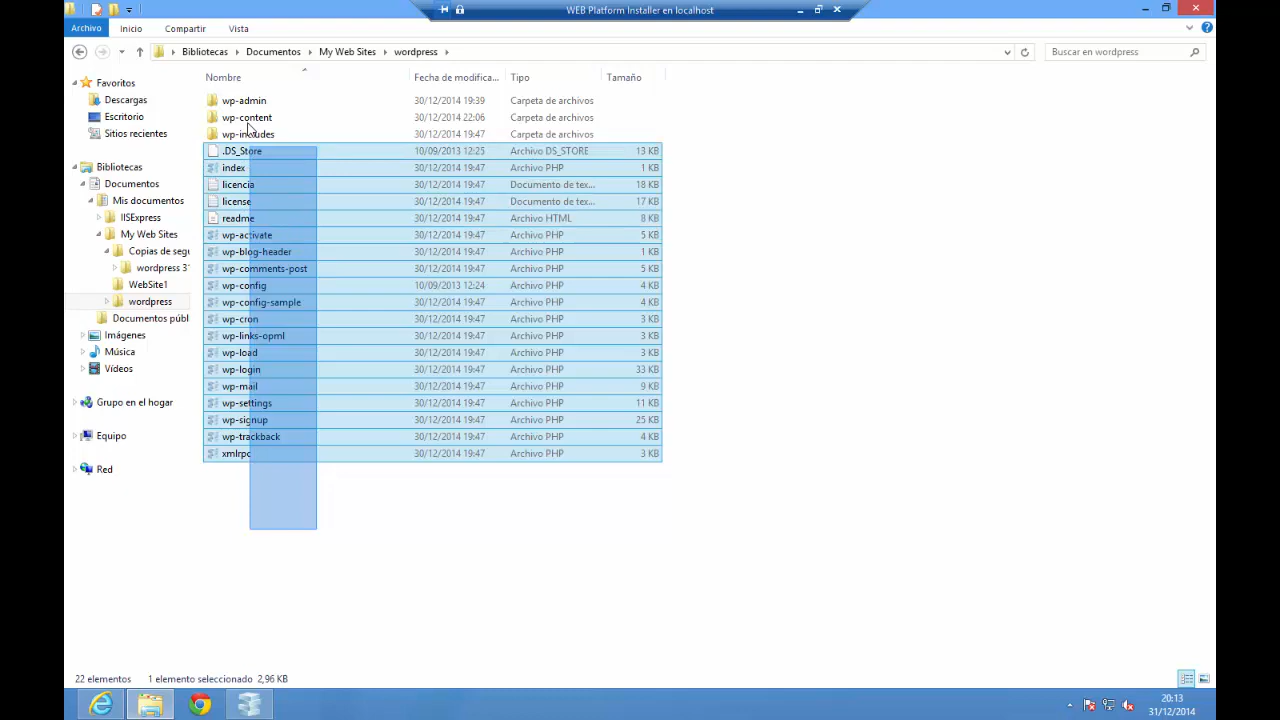 WEB Platform Installer en localhost
Archivo Inicio Compartir Vista
Bibliotecas Documentos My Web Sites wordpress Buscar en wordpress
Nombre Fecha de modifica... Tipo Tamaño
Favoritos
Descargas
Escritorio
Sitios recientes
Bibliotecas
Documentos
Mis documentos
IISExpress
My Web Sites
Copias de segu
wordpress 31
WebSite1
wordpress
Documentos públ
Imágenes
Música
Vídeos
Grupo en el hogar
Equipo
Red
wp-admin 30/12/2014 19:39 Carpeta de archivos
wp-content 30/12/2014 22:06 Carpeta de archivos
wp-includes 30/12/2014 19:47 Carpeta de archivos
.DS_Store 10/09/2013 12:25 Archivo DS_STORE 13 KB
index 30/12/2014 19:47 Archivo PHP 1 KB
licencia 30/12/2014 19:47 Documento de tex... 18 KB
license 30/12/2014 19:47 Documento de tex... 17 KB
readme 30/12/2014 19:47 Archivo HTML 8 KB
wp-activate 30/12/2014 19:47 Archivo PHP 5 KB
wp-blog-header 30/12/2014 19:47 Archivo PHP 1 KB
wp-comments-post 30/12/2014 19:47 Archivo PHP 5 KB
wp-config 10/09/2013 12:24 Archivo PHP 4 KB
wp-config-sample 30/12/2014 19:47 Archivo PHP 4 KB
wp-cron 30/12/2014 19:47 Archivo PHP 3 KB
wp-links-opml 30/12/2014 19:47 Archivo PHP 3 KB
wp-load 30/12/2014 19:47 Archivo PHP 3 KB
wp-login 30/12/2014 19:47 Archivo PHP 33 KB
wp-mail 30/12/2014 19:47 Archivo PHP 9 KB
wp-settings 30/12/2014 19:47 Archivo PHP 11 KB
wp-signup 30/12/2014 19:47 Archivo PHP 25 KB
wp-trackback 30/12/2014 19:47 Archivo PHP 4 KB
xmlrpc 30/12/2014 19:47 Archivo PHP 3 KB
22 elementos 1 elemento seleccionado 2,96 KB
20:13
31/12/2014